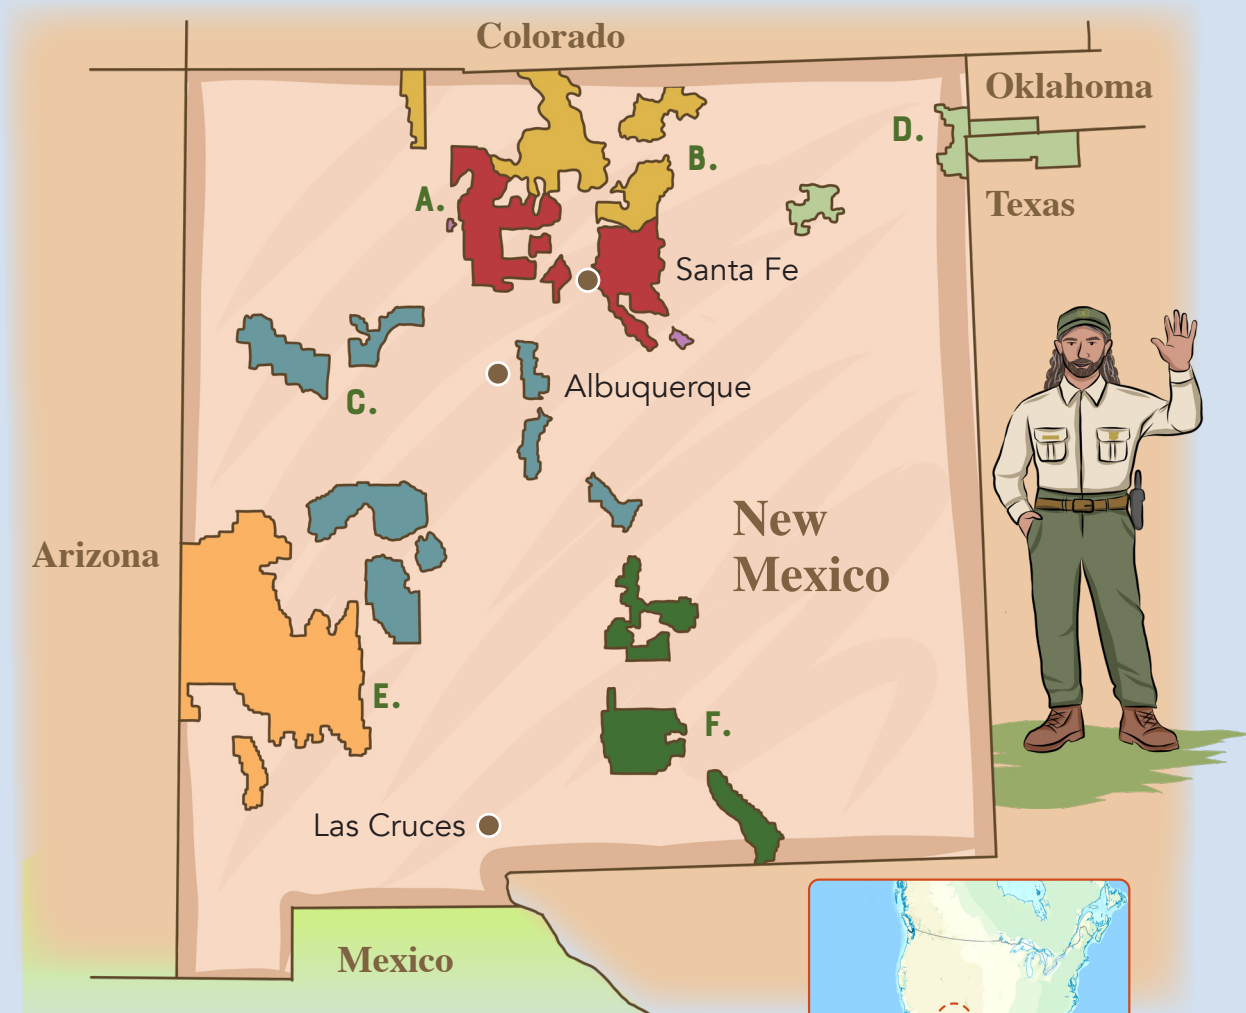 Colorado
Oklahoma
D.
B.
A.
Texas
Santa Fe
Albuquerque
C.
New
Mexico
Arizona
E.
F.
Las Cruces
Mexico